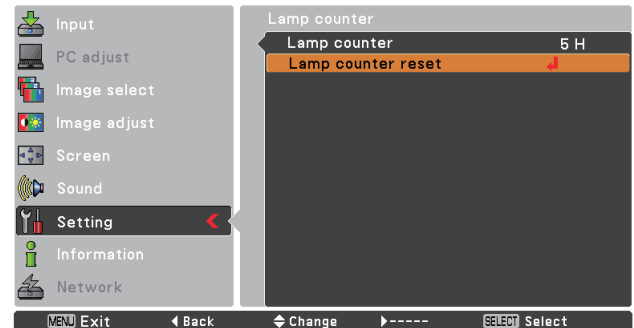 Input
PC adjust
Image select
Image adjust
Screen
Sound
Setting
Information
Network
Lamp counter
Lamp counter 5 H
Lamp counter reset
MENU Exit Back Change ----- SELECT Select